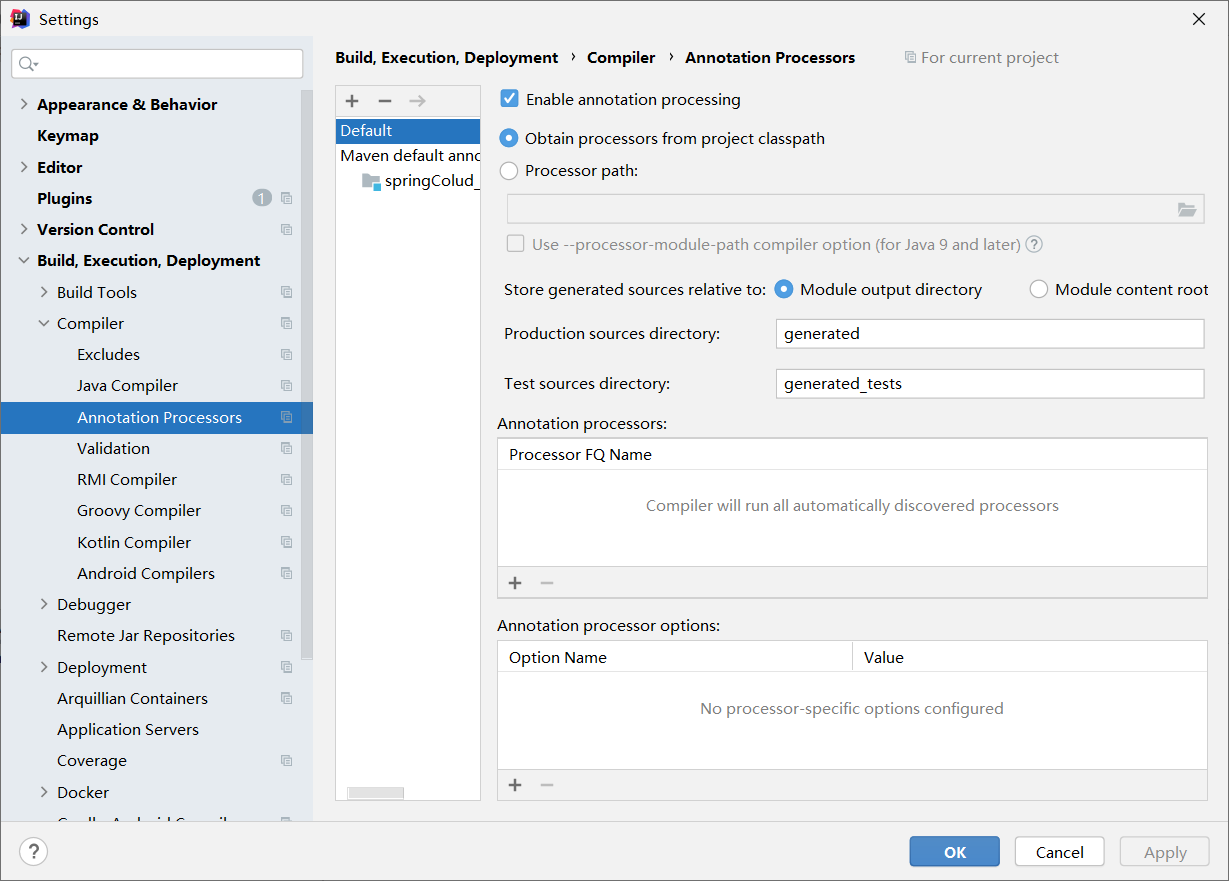 Settings
Appearance & Behavior
Keymap
Editor
Plugins 1
Version Control
Build, Execution, Deployment
Build Tools
Compiler
Excludes
Java Compiler
Annotation Processors
Validation
RMI Compiler
Groovy Compiler
Kotlin Compiler
Android Compilers
Debugger
Remote Jar Repositories
Deployment
Arquillian Containers
Application Servers
Coverage
Docker
Build, Execution, Deployment › Compiler › Annotation Processors For current project
Default
Maven default anno
springColud_
Enable annotation processing
Obtain processors from project classpath
Processor path:
Use --processor-module-path compiler option (for Java 9 and later) ?
Store generated sources relative to: Module output directory Module content root
Production sources directory: generated
Test sources directory: generated_tests
Annotation processors:
Processor FQ Name
Compiler will run all automatically discovered processors
Annotation processor options:
Option Name Value
No processor-specific options configured
? OK Cancel Apply